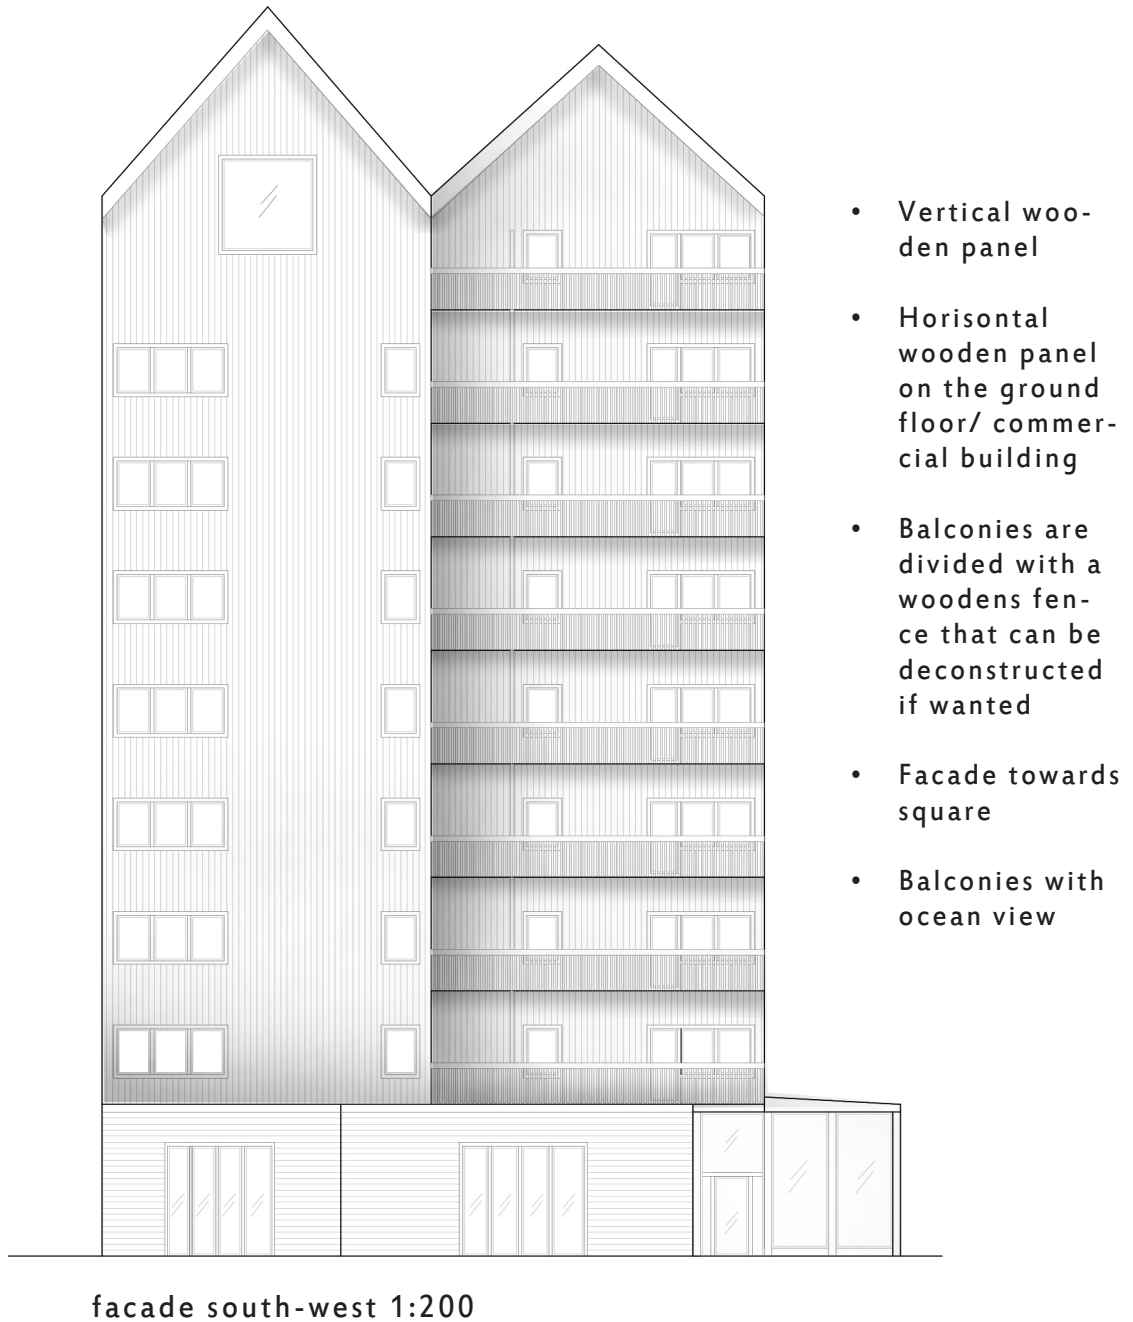 • Vertical woo-
den panel
• Horisontal
wooden panel
on the ground
floor/ commer-
cial building
• Balconies are
divided with a
woodens fen-
ce that can be
deconstructed
if wanted
• Facade towards
square
• Balconies with
ocean view
facade south-west 1:200